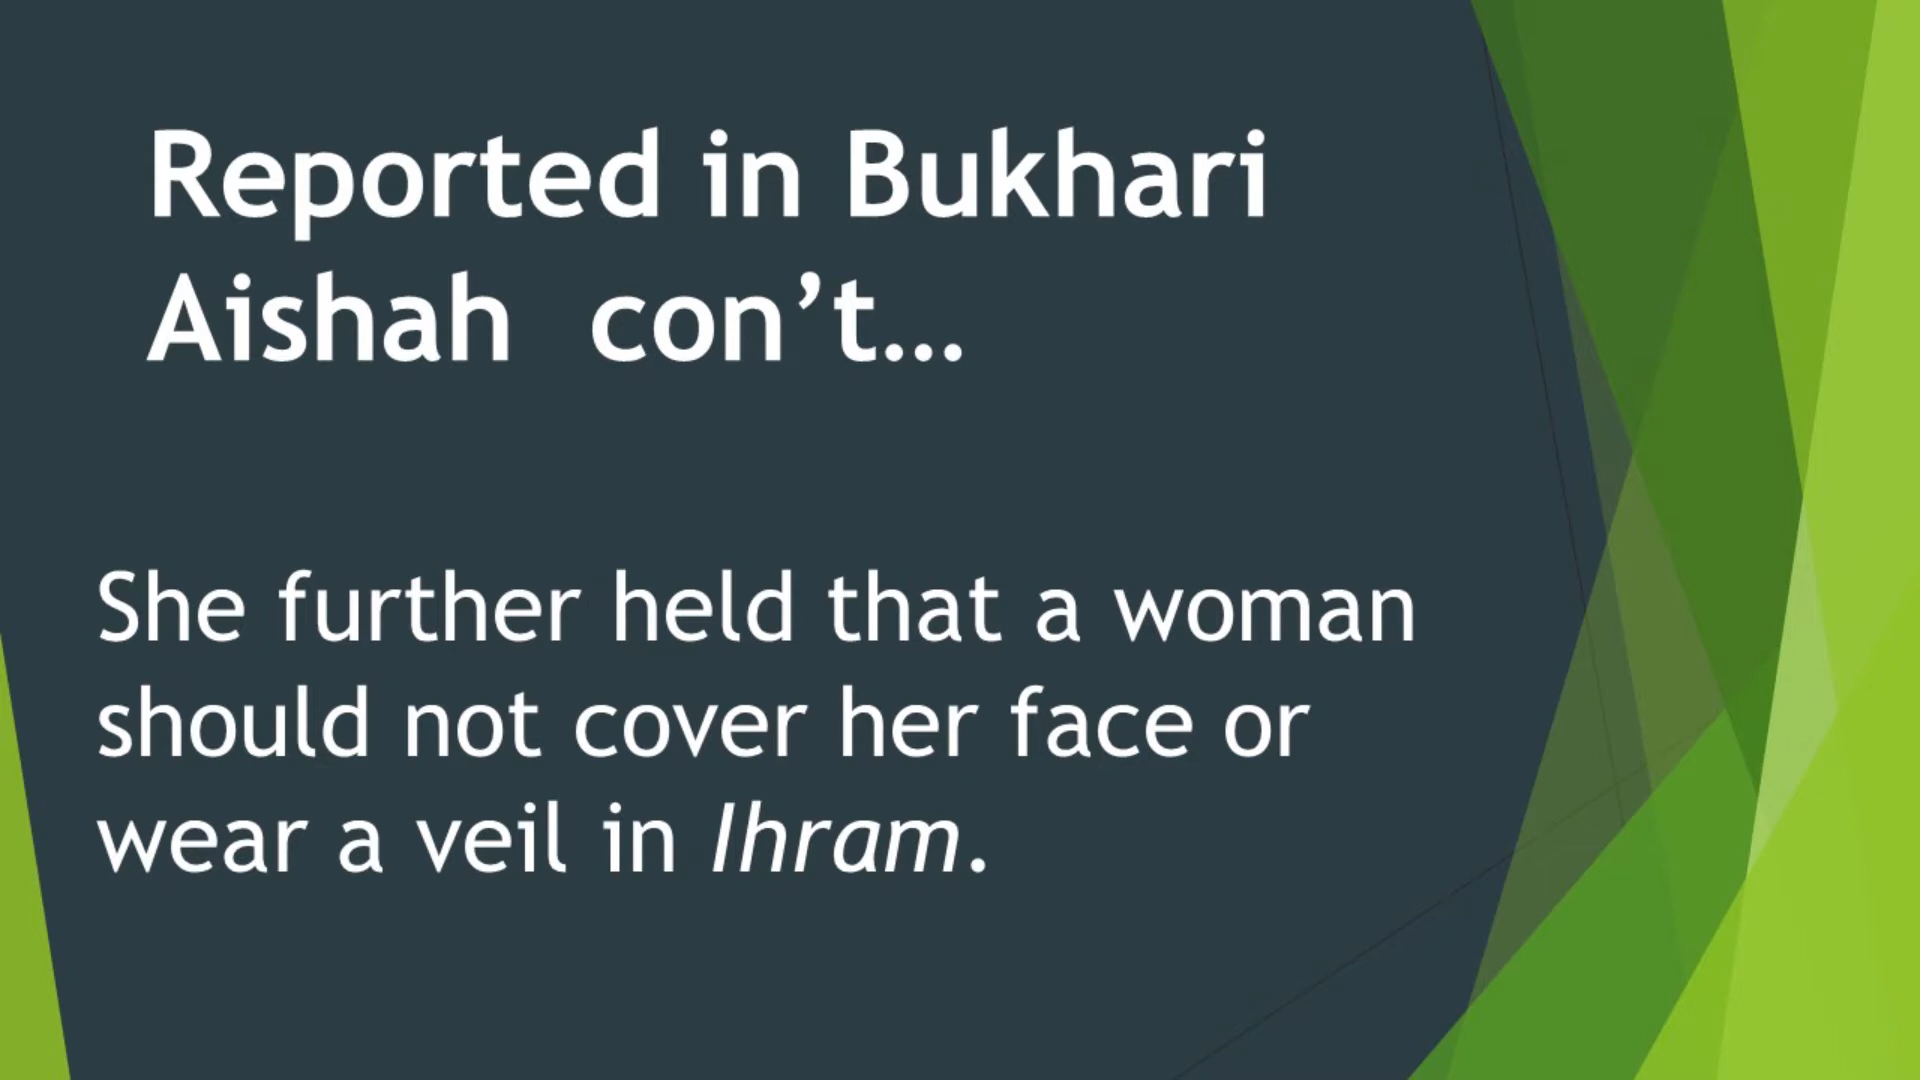 Reported in Bukhari
Aishah  con’t…
She further held that a woman
should not cover her face or
wear a veil in Ihram.